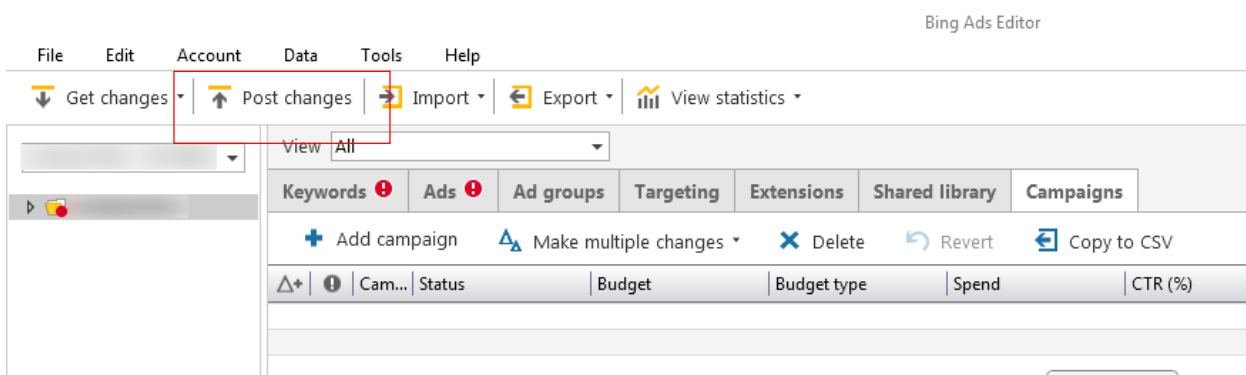 Bing Ads Editor
File Edit Account Data Tools Help
Get changes Post changes Import Export View statistics
View All
Keywords Ads Ad groups Targeting Extensions Shared library Campaigns
Add campaign Make multiple changes Delete Revert Copy to CSV
Cam... Status Budget Budget type Spend CTR (%)